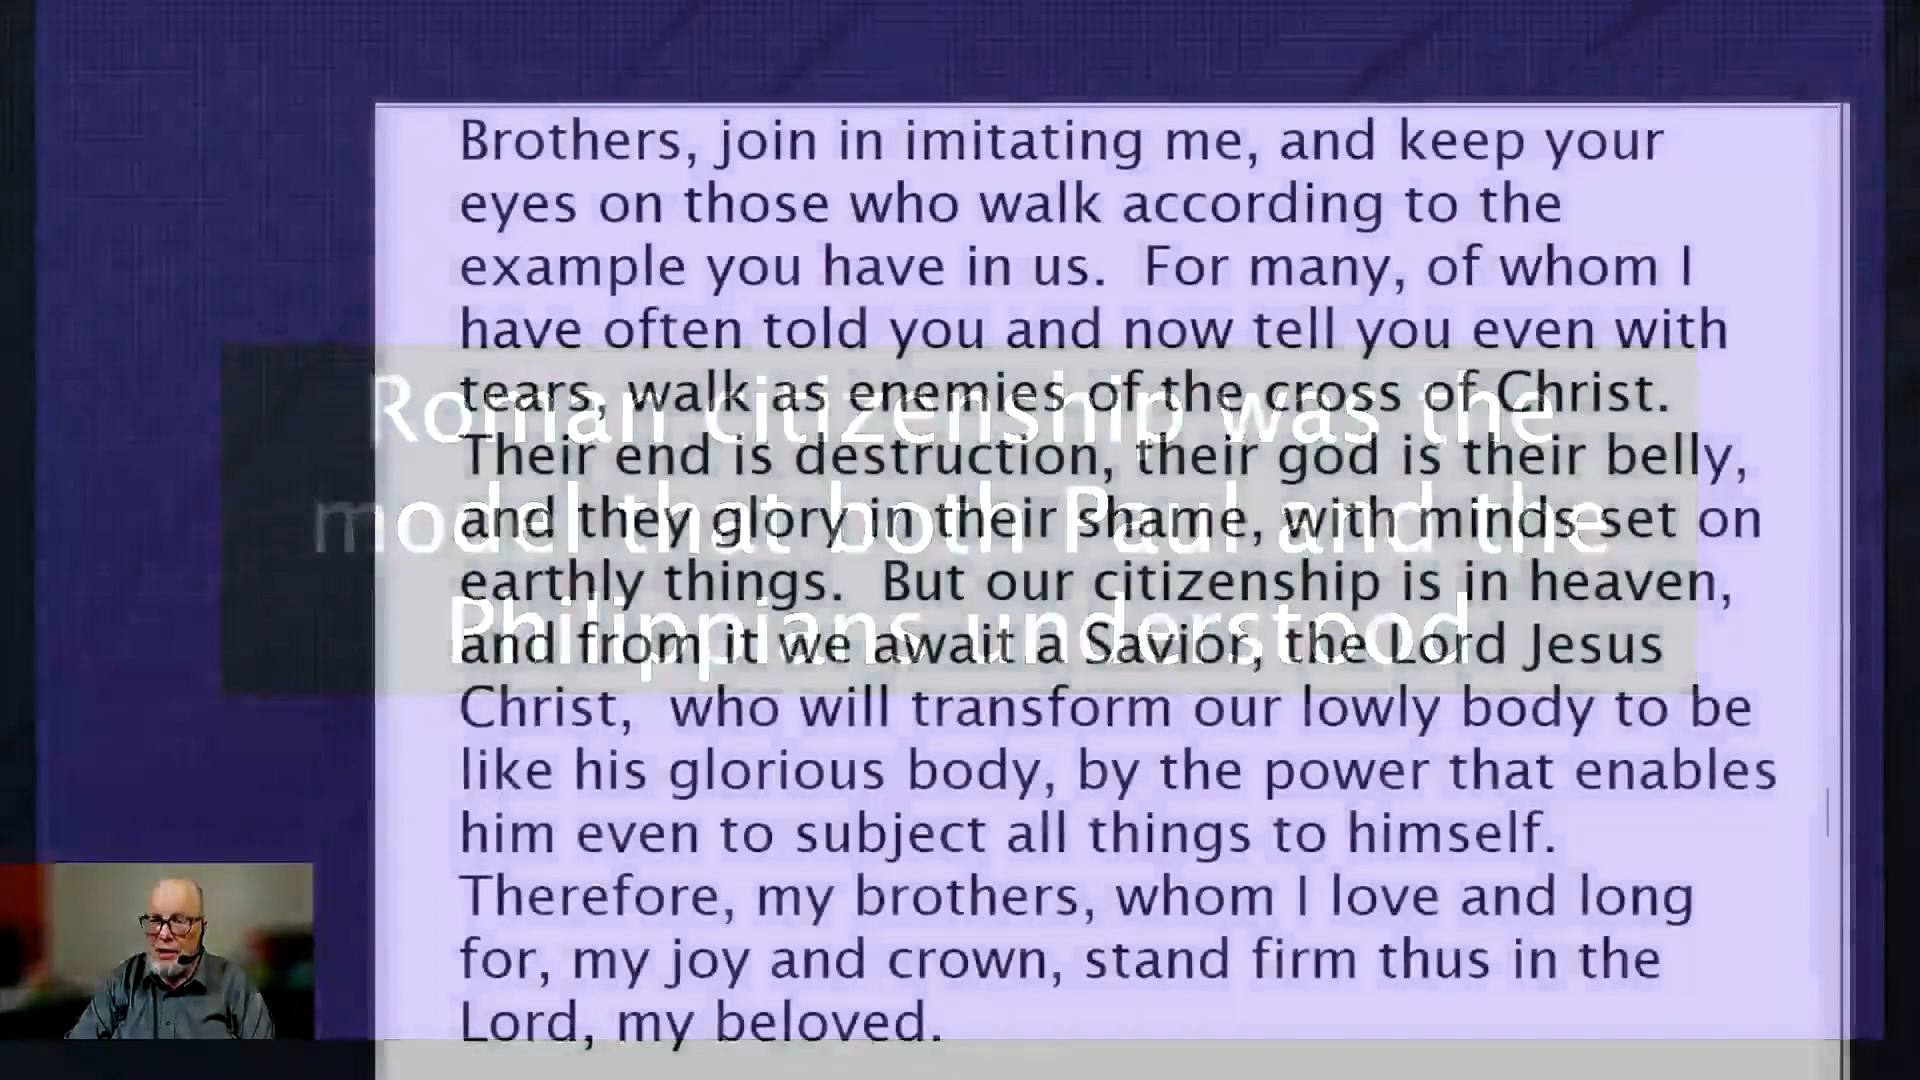 Brothers, join in imitating me, and keep your
eyes on those who walk according to the
example you have in us.  For many, of whom I
have often told you and now tell you even with
tears, walk as enemies of the cross of Christ.
Their end is destruction, their god is their belly,
and they glory in their shame, with minds set on
earthly things.  But our citizenship is in heaven,
and from it we await a Savior, the Lord Jesus
Christ,  who will transform our lowly body to be
like his glorious body, by the power that enables
him even to subject all things to himself.
Therefore, my brothers, whom I love and long
for, my joy and crown, stand firm thus in the
Lord, my beloved.
Roman citizenship was the
model that both Paul and the
Philippians understood